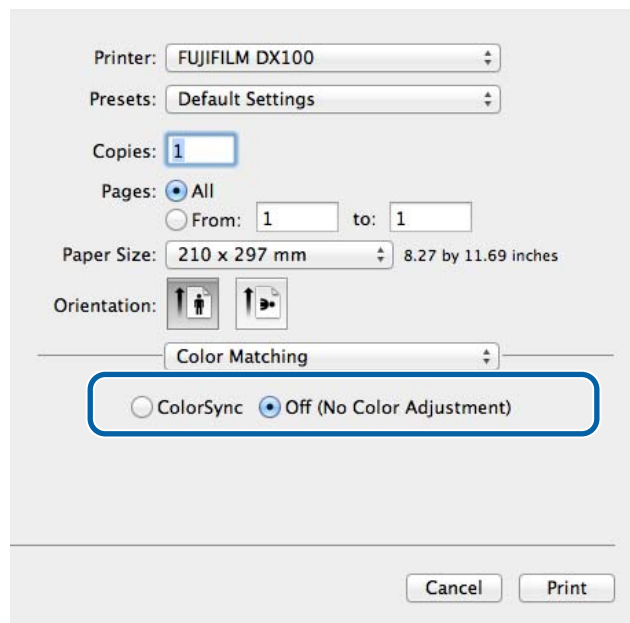 Printer: FUJIFILM DX100
Presets: Default Settings
Copies: 1
Pages: All
From: 1 to: 1
Paper Size: 210 x 297 mm 8.27 by 11.69 inches
Orientation:
Color Matching
ColorSync Off (No Color Adjustment)
Cancel Print